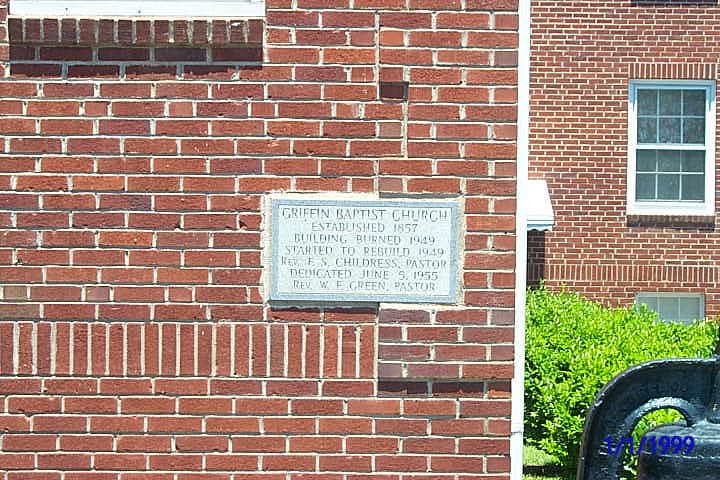 GRIFFIN BAPTIST CHURCH
ESTABLISHED 1857
BUILDING BURNED 1949
STARTED TO REBUILD 1949
REV. F. S. CHILDRESS, PASTOR
DEDICATED JUNE 5, 1955
REV. W. F. GREEN, PASTOR
1/1/1999